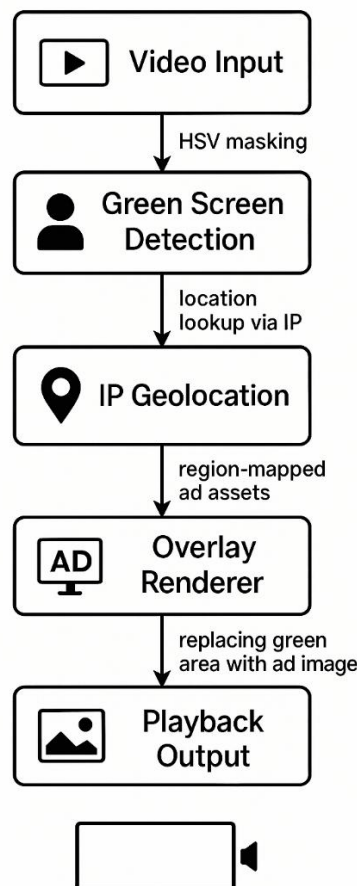 Video Input
HSV masking
Green Screen
Detection
location
lookup via IP
IP Geolocation
region-mapped
ad assets
AD
Overlay
Renderer
replacing green
area with ad image
Playback
Output